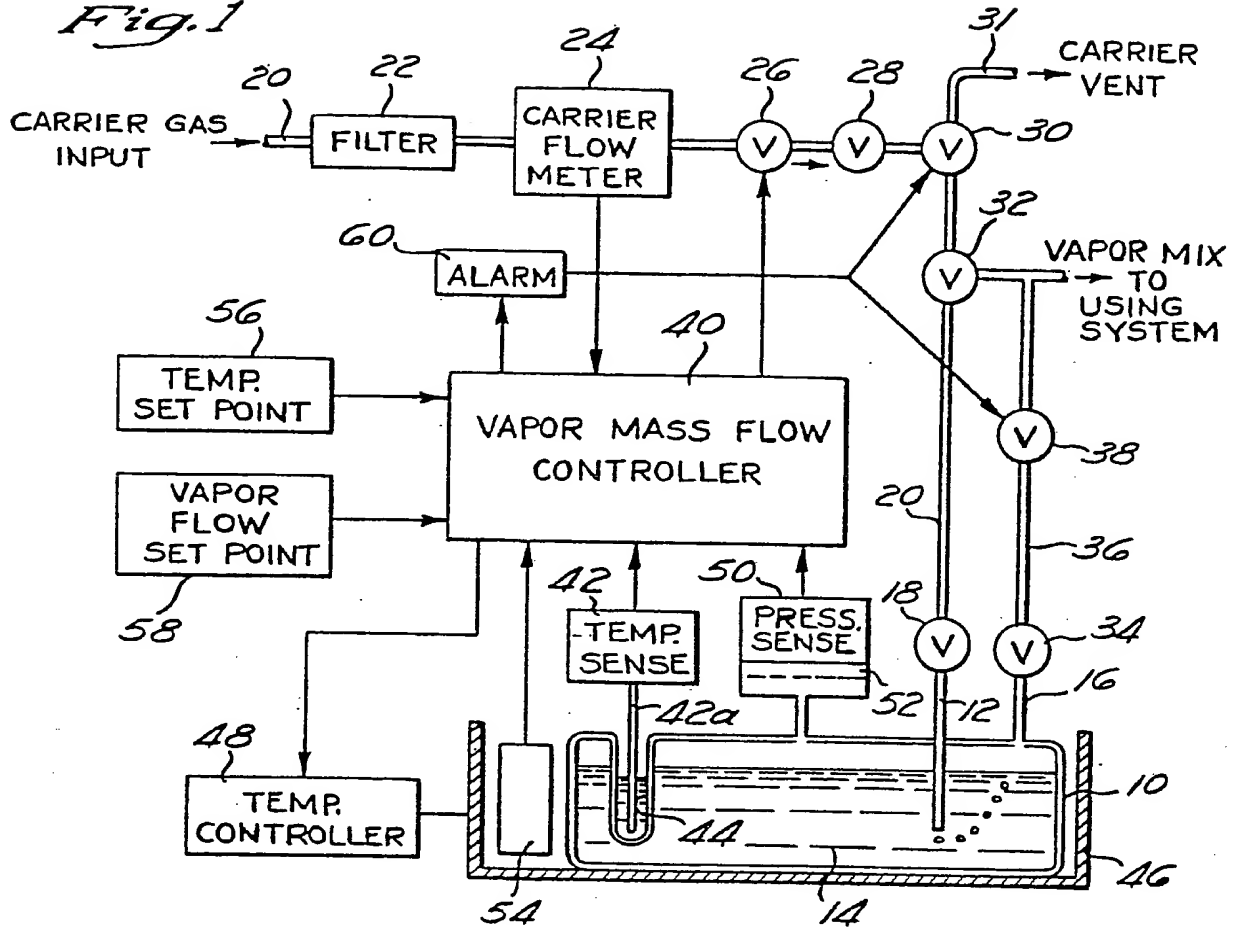 Fig. 1
31
24
CARRIER
VENT
20
22
26
28
CARRIER GAS
INPUT
FILTER
CARRIER
FLOW
METER
V
V
V
30
32
60
ALARM
V
VAPOR MIX
TO
USING
SYSTEM
56
40
TEMP.
SET POINT
VAPOR MASS FLOW
CONTROLLER
V
38
VAPOR
FLOW
SET POINT
20
36
58
42
50
18
34
TEMP.
SENSE
PRESS.
SENSE
V
V
52
16
42a
12
48
10
TEMP.
CONTROLLER
44
46
54
14